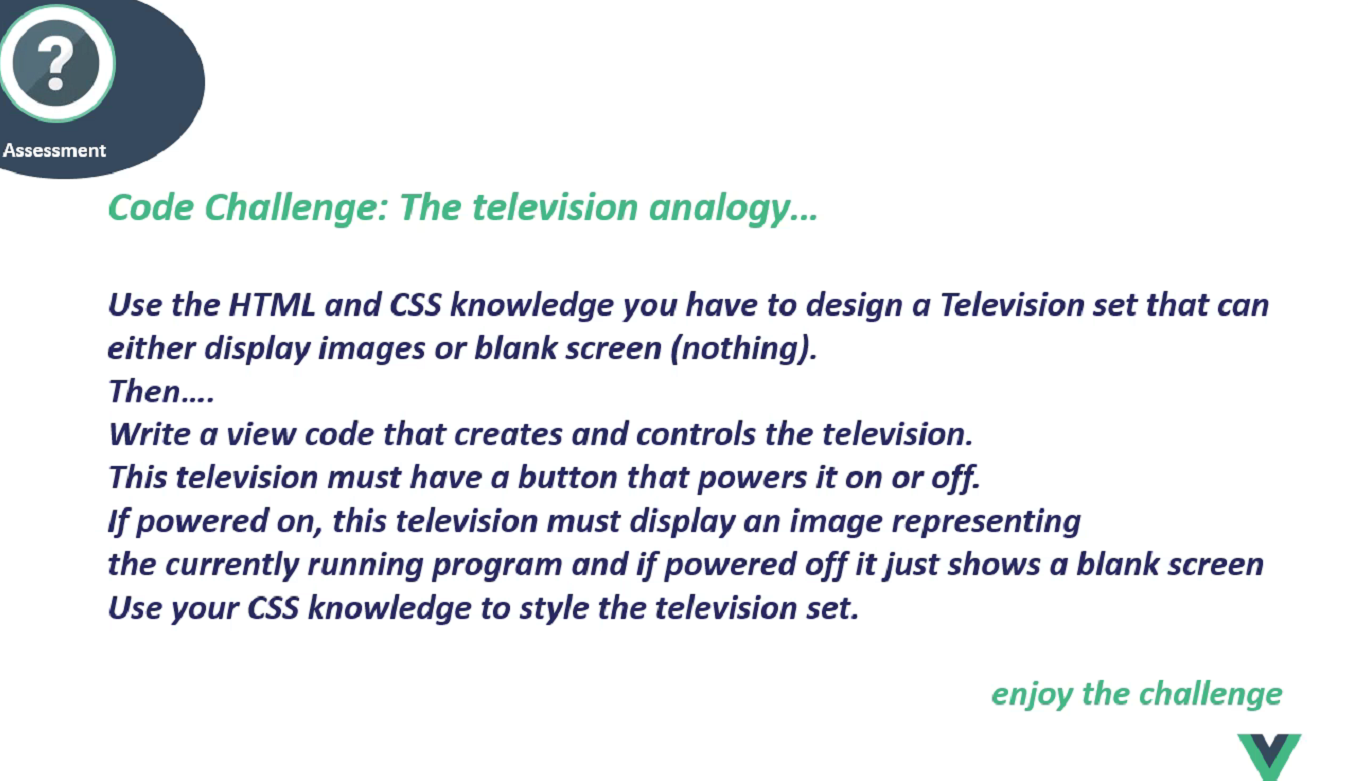 ?
Assessment
Code Challenge: The television analogy...
Use the HTML and CSS knowledge you have to design a Television set that can
either display images or blank screen (nothing).
Then....
Write a view code that creates and controls the television.
This television must have a button that powers it on or off.
If powered on, this television must display an image representing
the currently running program and if powered off it just shows a blank screen
Use your CSS knowledge to style the television set.
enjoy the challenge